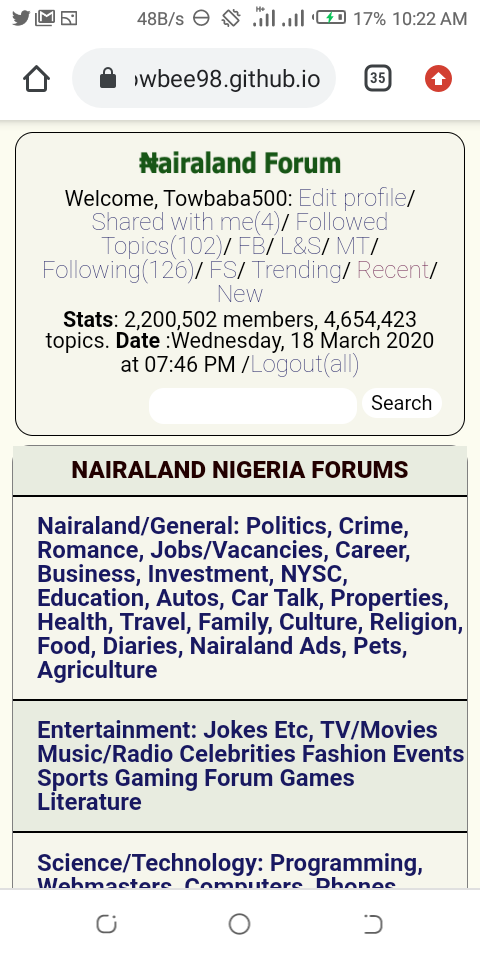 48B/s 17% 10:22 AM
owbee98.github.io 35
₦airaland Forum
Welcome, Towbaba500: Edit profile/
Shared with me(4)/ Followed
Topics(102)/ FB/ L&S/ MT/
Following(126)/ FS/ Trending/ Recent/
New
Stats: 2,200,502 members, 4,654,423
topics. Date :Wednesday, 18 March 2020
at 07:46 PM /Logout(all)
Search
NAIRALAND NIGERIA FORUMS
Nairaland/General: Politics, Crime,
Romance, Jobs/Vacancies, Career,
Business, Investment, NYSC,
Education, Autos, Car Talk, Properties,
Health, Travel, Family, Culture, Religion,
Food, Diaries, Nairaland Ads, Pets,
Agriculture
Entertainment: Jokes Etc, TV/Movies
Music/Radio Celebrities Fashion Events
Sports Gaming Forum Games
Literature
Science/Technology: Programming,
Webmasters, Computers, Phones,